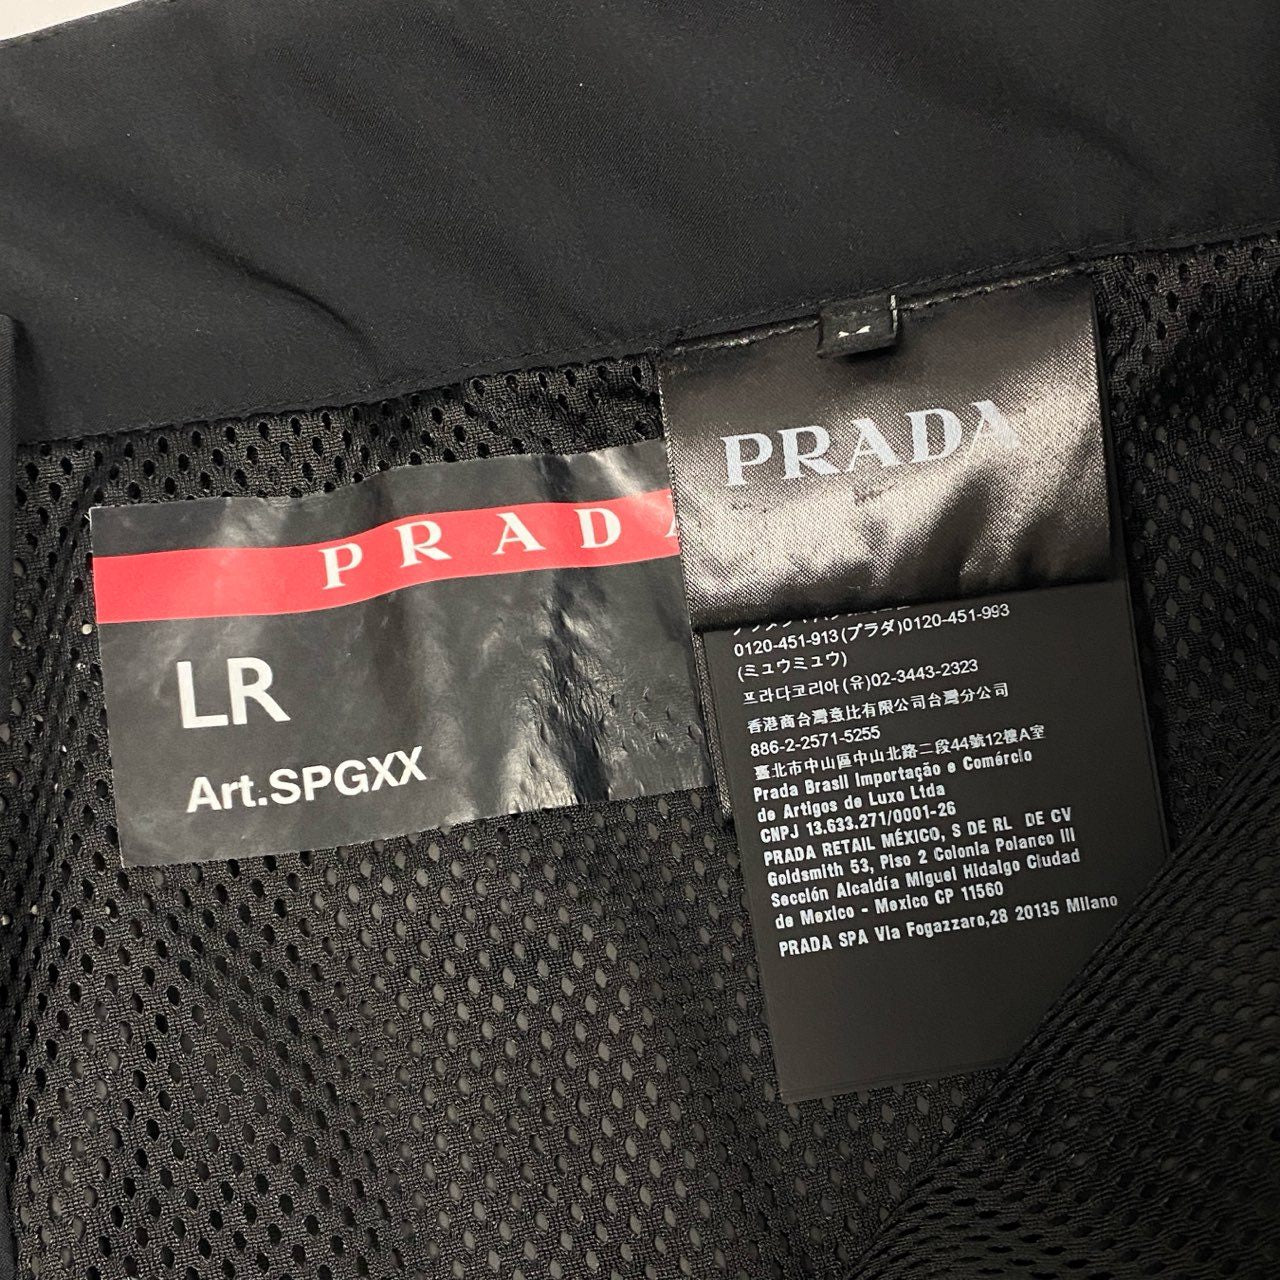 PRADA
PRADA
LR
Art.SPGXX
0120-451-913(プラダ)0120-451-993
(ミュウミュウ)
프라다코리아(유)02-3443-2323
香港商台灣意比有限公司台灣分公司
886-2-2571-5255
臺北市中山區中山北路二段44號12樓A室
Prada Brasil Importação e Comércio
de Artigos de Luxo Ltda
CNPJ 13.633.271/0001-26
PRADA RETAIL MÉXICO, S DE RL DE CV
Goldsmith 53, Piso 2 Colonia Polanco III
Sección Alcaldía Miguel Hidalgo Ciudad
de Mexico - Mexico CP 11560
PRADA SPA Via Fogazzaro,28 20135 Milano